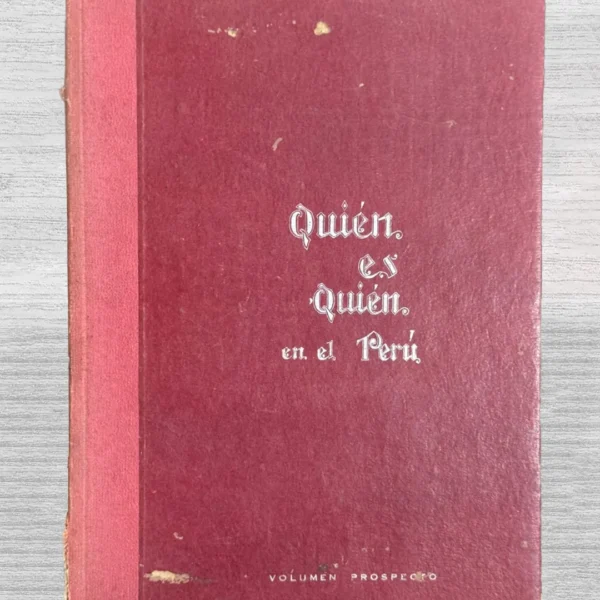 Quién
es
Quién
en el Perú
VOLUMEN PROSPECTO